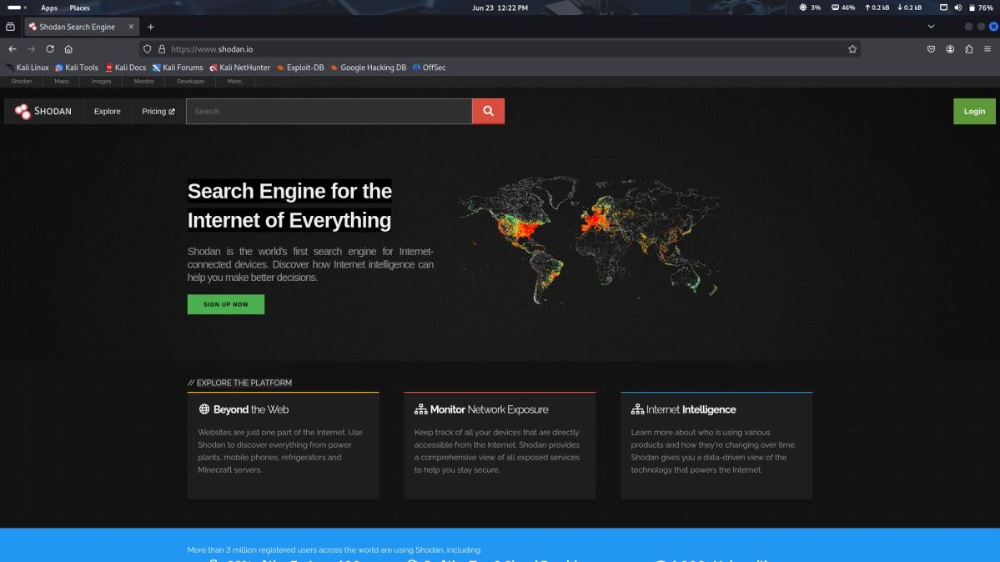 Apps Places Jun 23 12:22 PM 3% 46% 0.2 kB 0.2 kB 76%
Shodan Search Engine
https://www.shodan.io
Kali Linux Kali Tools Kali Docs Kali Forums Kali NetHunter Exploit-DB Google Hacking DB OffSec
Shodan Maps Images Monitor Developer More...
SHODAN Explore Pricing Search Login
Search Engine for the
Internet of Everything
Shodan is the world's first search engine for Internet-
connected devices. Discover how Internet intelligence can
help you make better decisions.
SIGN UP NOW
// EXPLORE THE PLATFORM
Beyond the Web
Websites are just one part of the Internet. Use
Shodan to discover everything from power
plants, mobile phones, refrigerators and
Minecraft servers.
Monitor Network Exposure
Keep track of all your devices that are directly
accessible from the Internet. Shodan provides
a comprehensive view of all exposed services
to help you stay secure.
Internet Intelligence
Learn more about who is using various
products and how they're changing over time.
Shodan gives you a data-driven view of the
technology that powers the Internet.
More than 3 million registered users across the world are using Shodan, including: